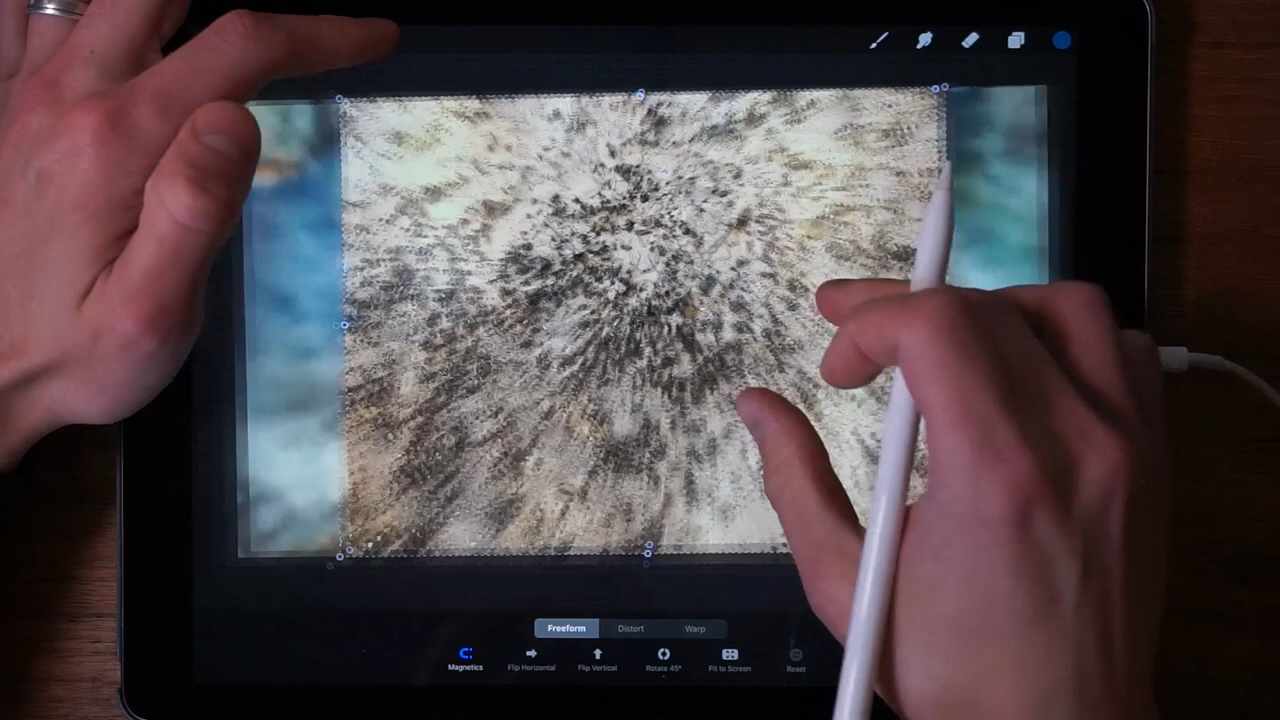 Freeform Distort Warp
Magnetics Flip Horizontal Flip Vertical Rotate 45° Fit to Screen Reset